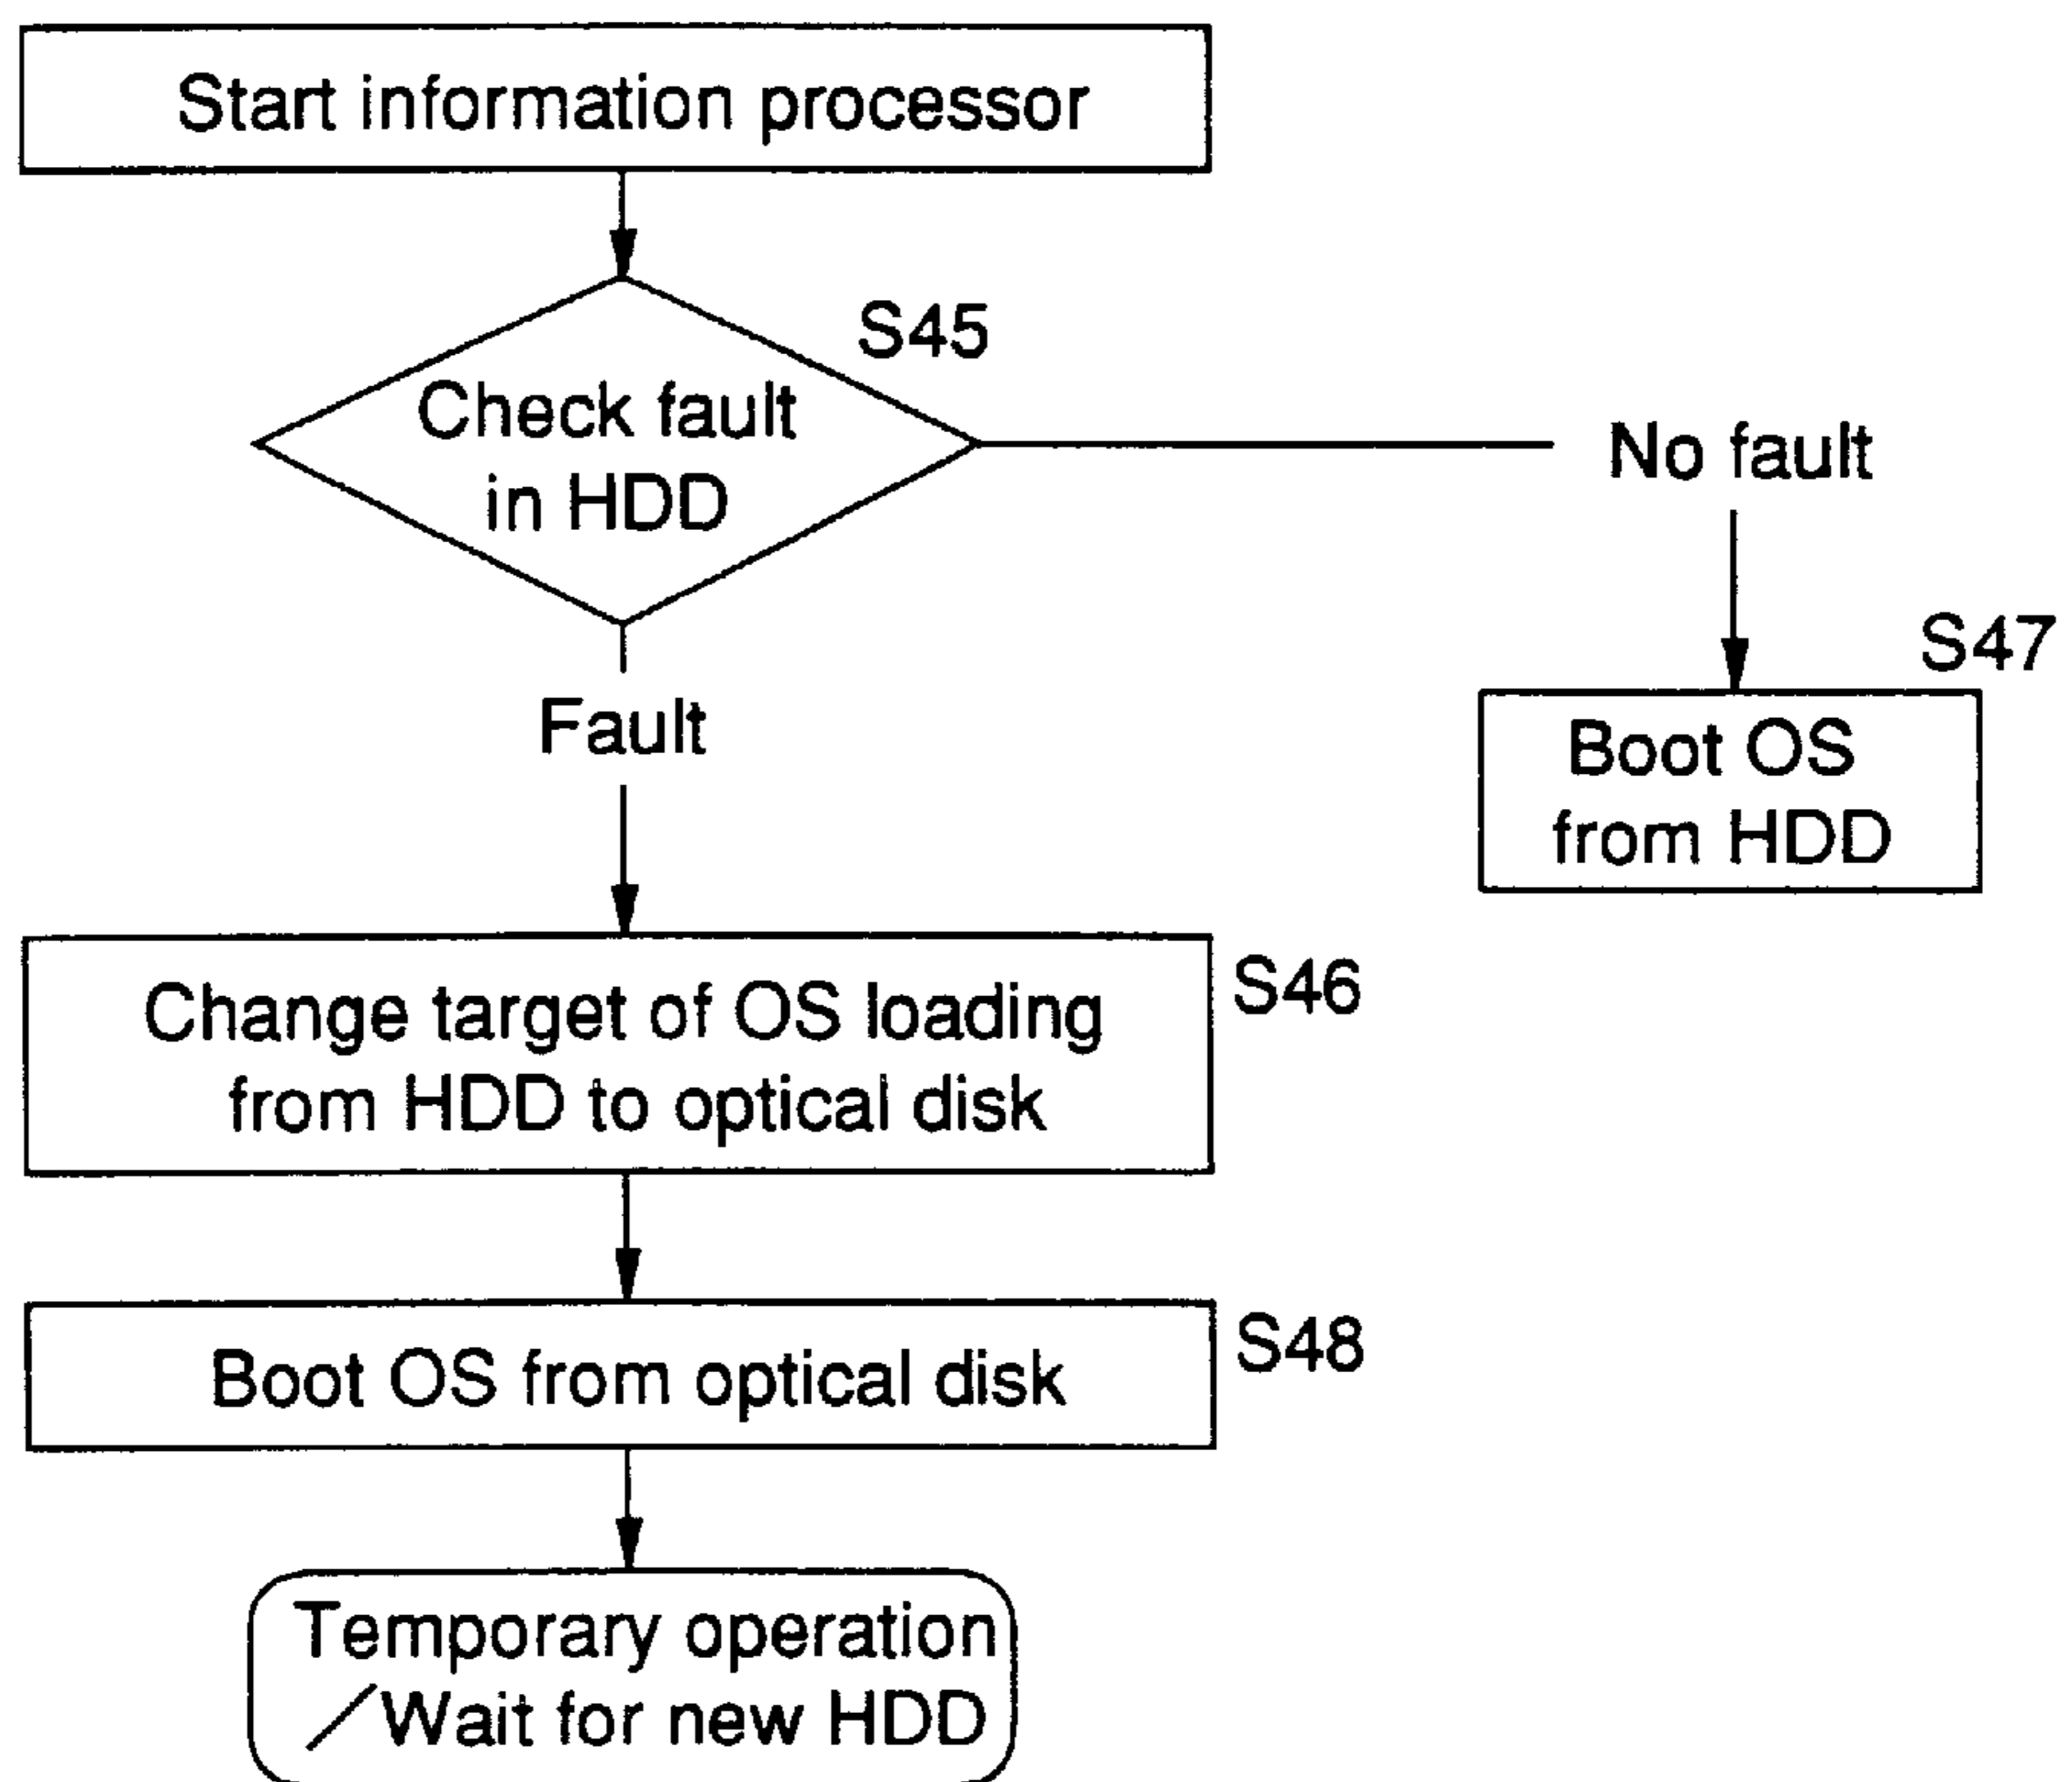 Start information processor
S45
Check fault
in HDD
No fault
Fault
S47
Boot OS
from HDD
S46
Change target of OS loading
from HDD to optical disk
S48
Boot OS from optical disk
Temporary operation
/Wait for new HDD